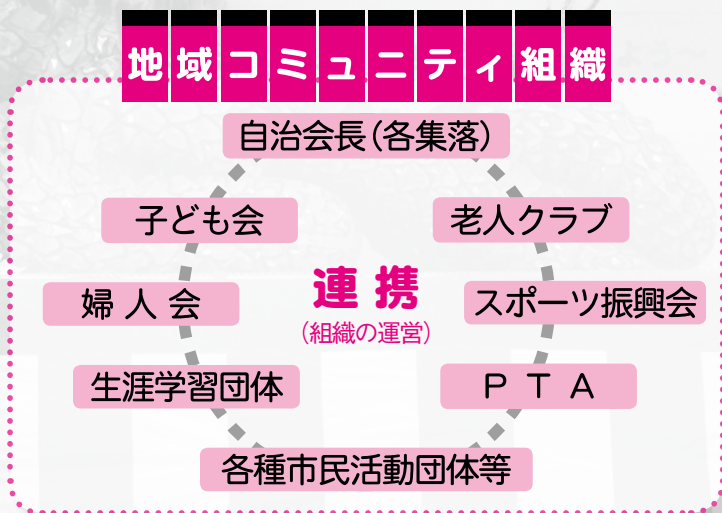 地域コミュニティ組織
自治会長(各集落)
子ども会
老人クラブ
連携
(組織の運営)
婦人会
スポーツ振興会
生涯学習団体
PTA
各種市民活動団体等